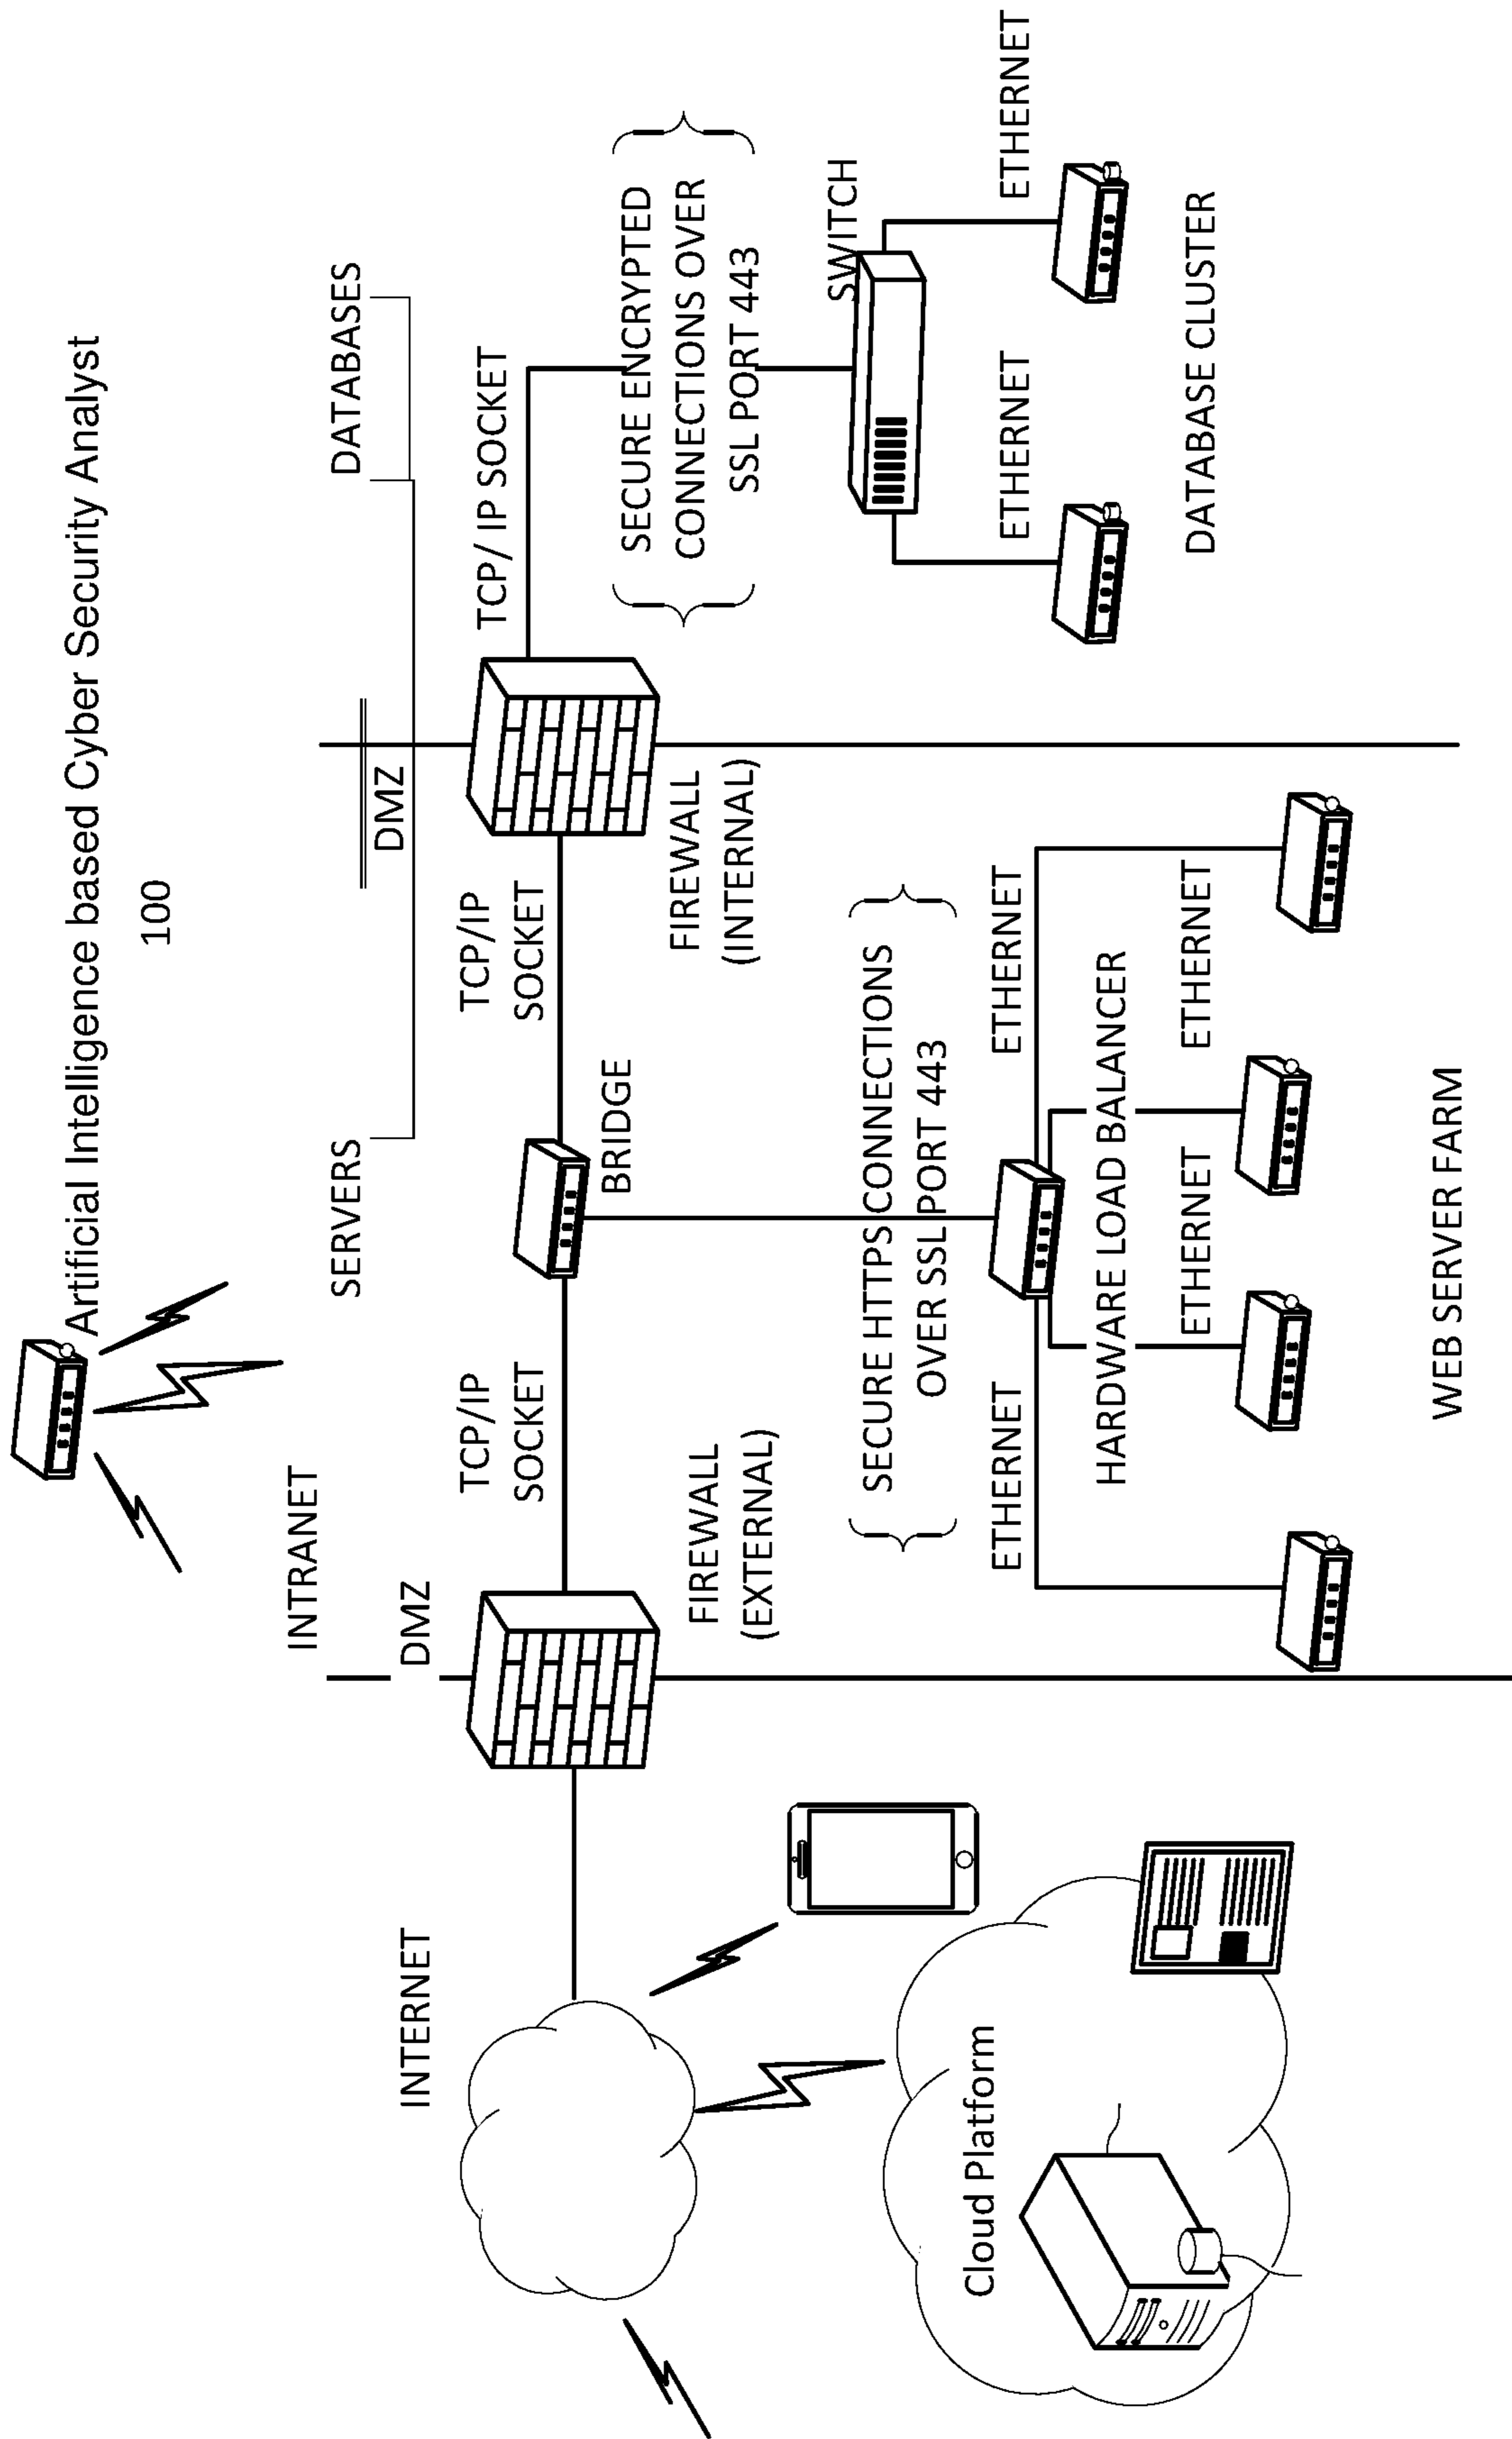 Artificial Intelligence based Cyber Security Analyst
100
INTRANET
SERVERS
DATABASES
INTERNET
DMZ
DMZ
TCP/IP
SOCKET
TCP/IP
SOCKET
TCP/ IP SOCKET
BRIDGE
FIREWALL
(EXTERNAL)
FIREWALL
(INTERNAL)
SECURE ENCRYPTED
CONNECTIONS OVER
SSL PORT 443
SWITCH
SECURE HTTPS CONNECTIONS
OVER SSL PORT 443
ETHERNET
ETHERNET
ETHERNET
ETHERNET
Cloud Platform
HARDWARE LOAD BALANCER
ETHERNET
ETHERNET
DATABASE CLUSTER
WEB SERVER FARM